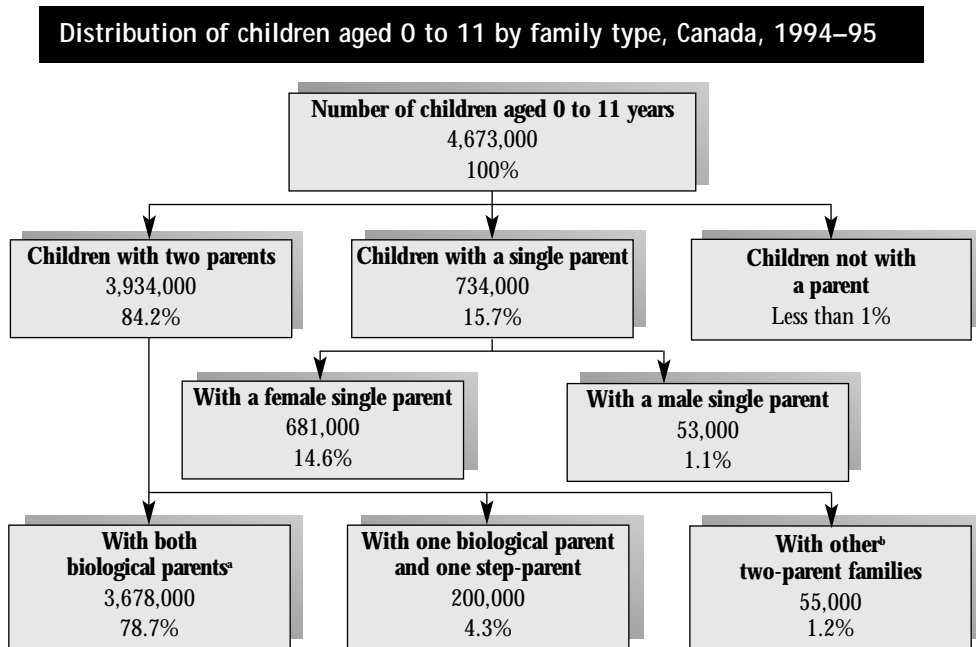 Distribution of children aged 0 to 11 by family type, Canada, 1994–95
Number of children aged 0 to 11 years
4,673,000
100%
Children with two parents
3,934,000
84.2%
Children with a single parent
734,000
15.7%
Children not with
a parent
Less than 1%
With a female single parent
681,000
14.6%
With a male single parent
53,000
1.1%
With both
biological parentsᵃ
3,678,000
78.7%
With one biological parent
and one step-parent
200,000
4.3%
With otherᵇ
two-parent families
55,000
1.2%